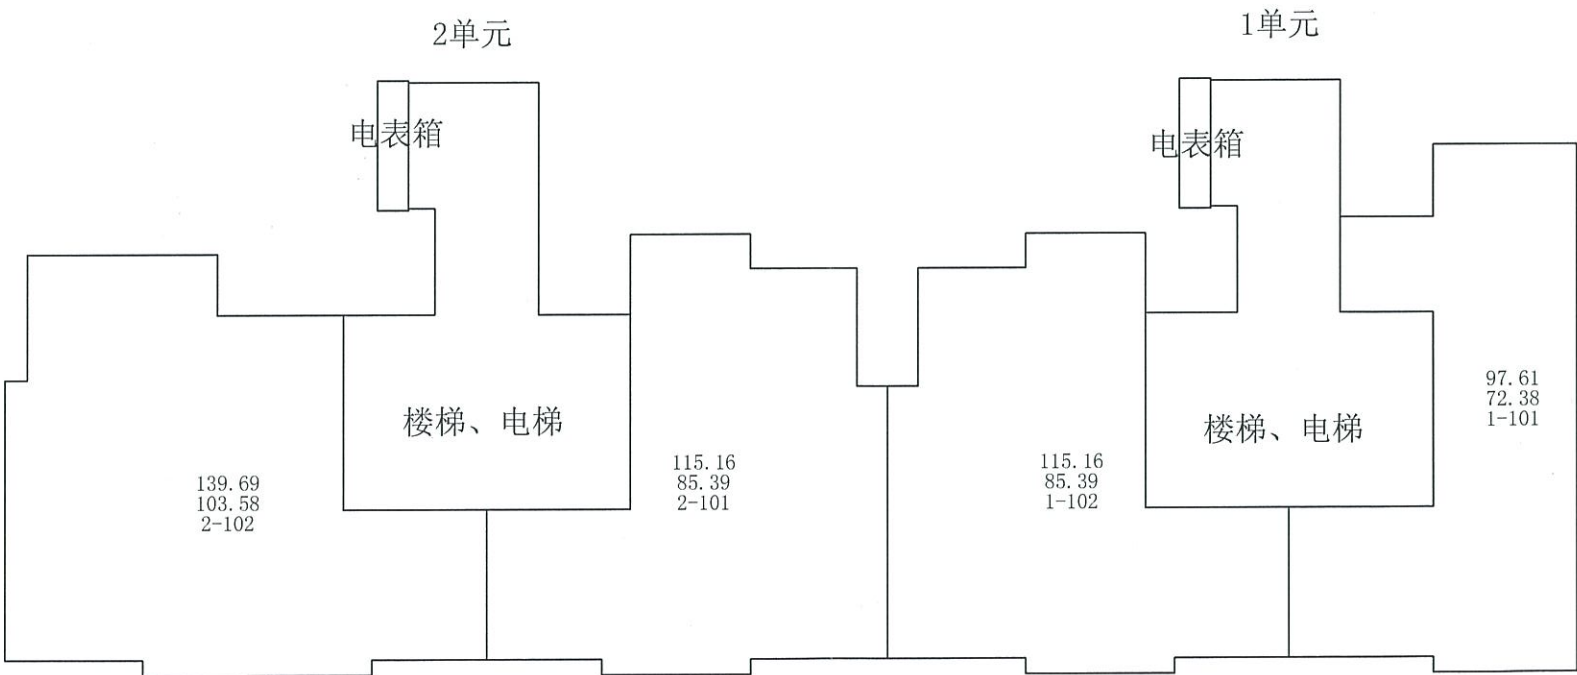 2单元
1单元
电表箱
电表箱
楼梯、电梯
楼梯、电梯
139.69
103.58
2-102
115.16
85.39
2-101
115.16
85.39
1-102
97.61
72.38
1-101